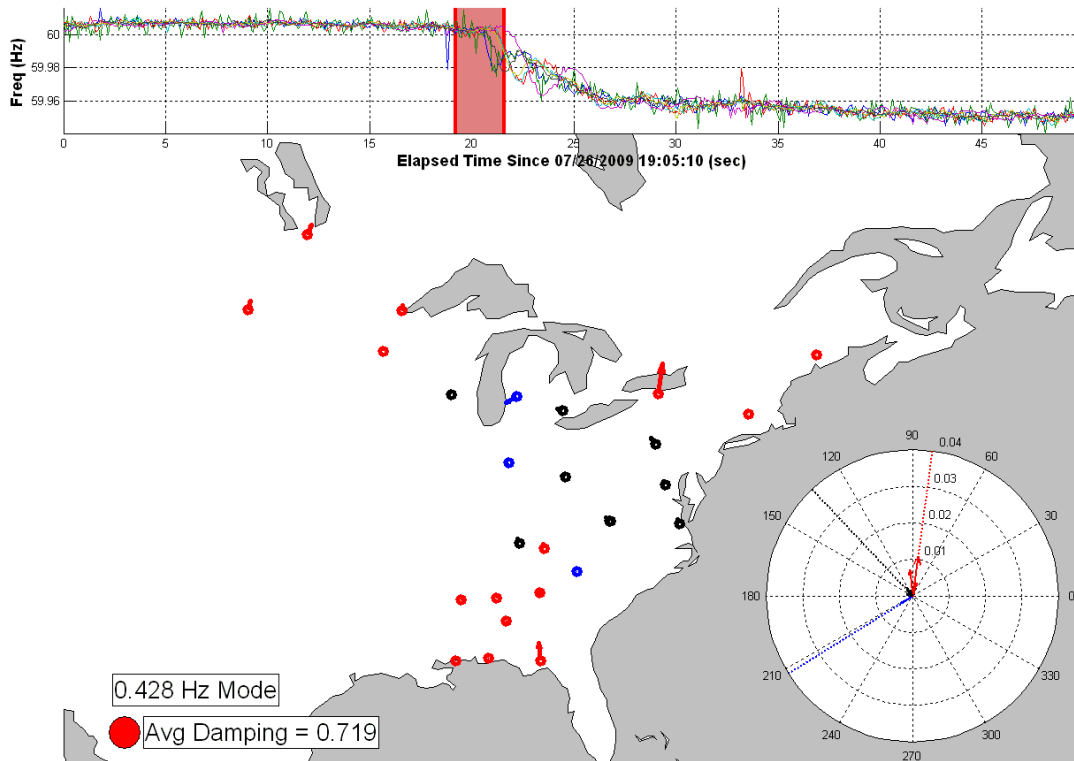 Freq (Hz)
60
59.98
59.96
0 5 10 15 20 25 30 35 40 45
Elapsed Time Since 07/26/2009 19:05:10 (sec)
90
120 60
0.04
0.03
150 30
0.02
0.01
180 0
210 330
240 300
270
0.428 Hz Mode
Avg Damping = 0.719